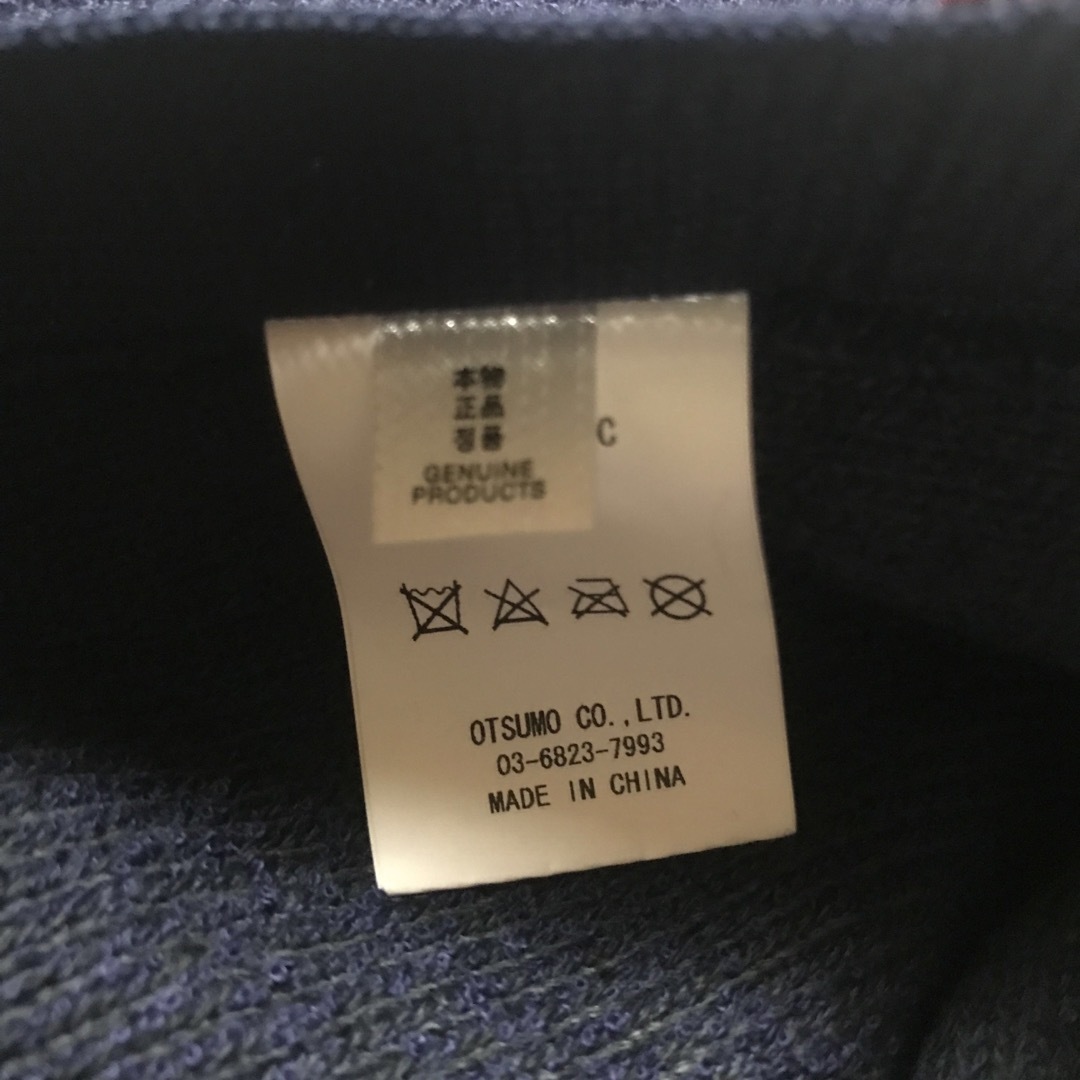 本物
正品
정품
GENUINE
PRODUCTS
C
OTSUMO CO.,LTD.
03-6823-7993
MADE IN CHINA